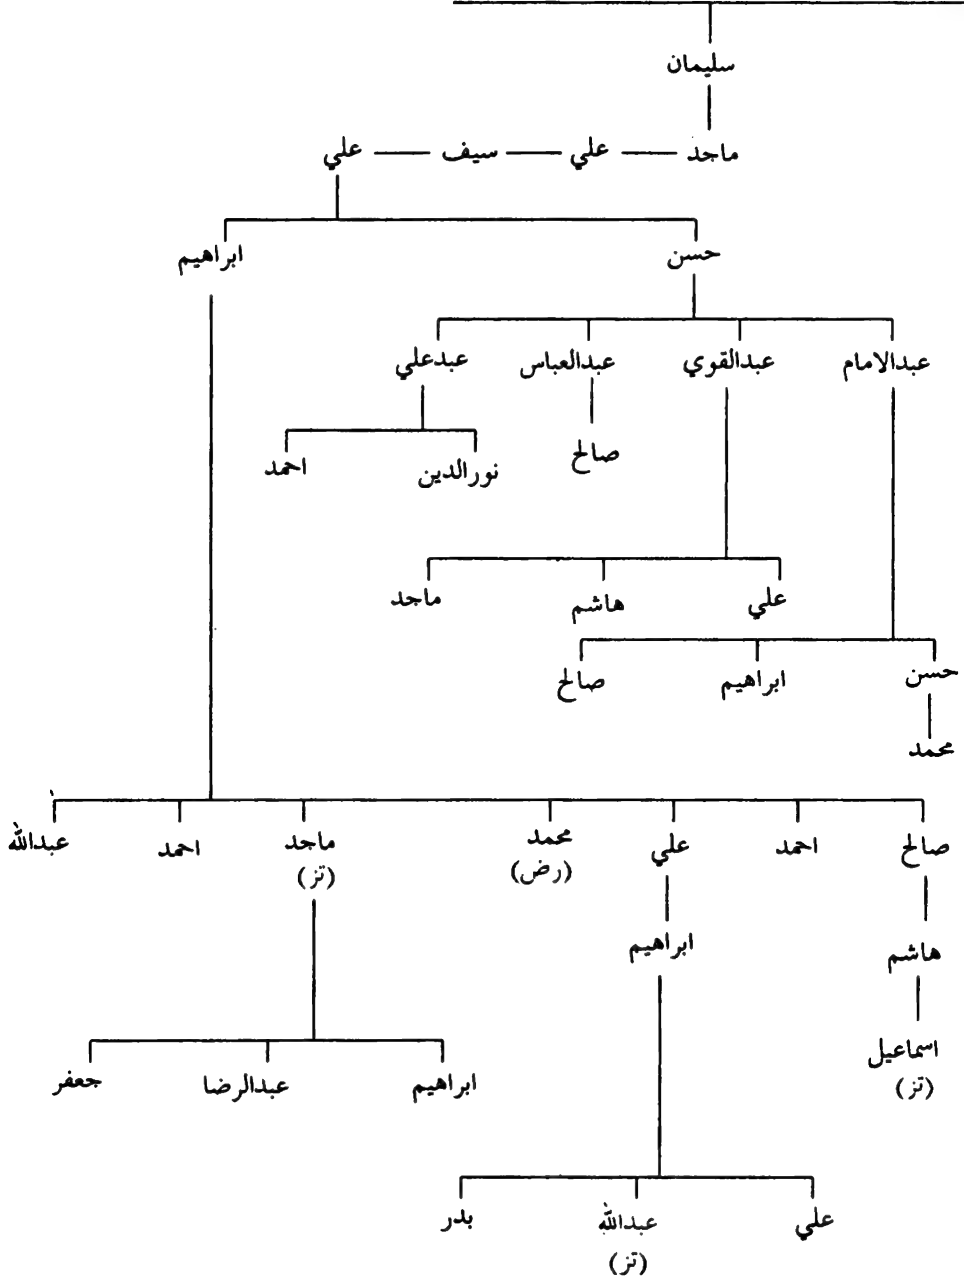 سليمان
ماجد علي سيف علي
حسن ابراهيم
عبدالامام عبدالقوي عبدالعباس عبدعلي
صالح نورالدين احمد
علي هاشم ماجد
حسن ابراهيم صالح
محمد
صالح احمد علي محمد ماجد احمد عبدالله
(رض) (تز)
هاشم ابراهيم
اسماعيل
(تز)
ابراهيم عبدالرضا جعفر
علي عبدالله بدر
(تز)